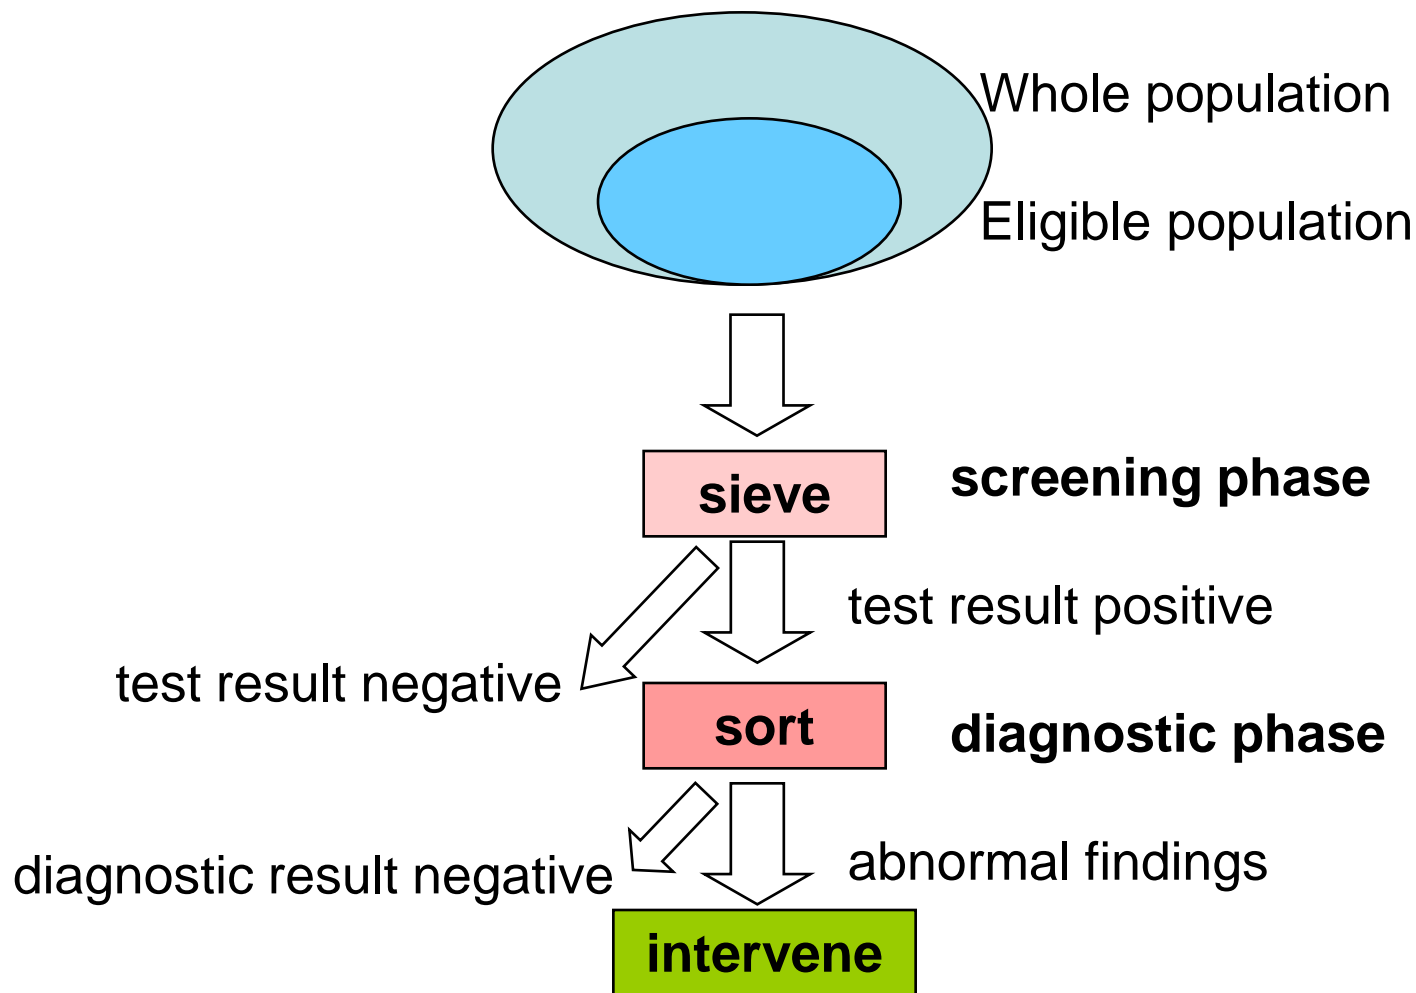 Whole population
Eligible population
sieve
screening phase
test result positive
test result negative
sort
diagnostic phase
diagnostic result negative
abnormal findings
intervene